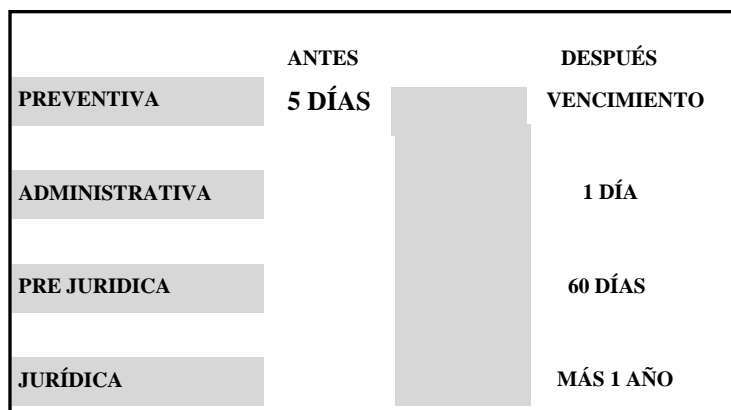 ANTES DESPUÉS
PREVENTIVA 5 DÍAS VENCIMIENTO
ADMINISTRATIVA 1 DÍA
PRE JURIDICA 60 DÍAS
JURÍDICA MÁS 1 AÑO